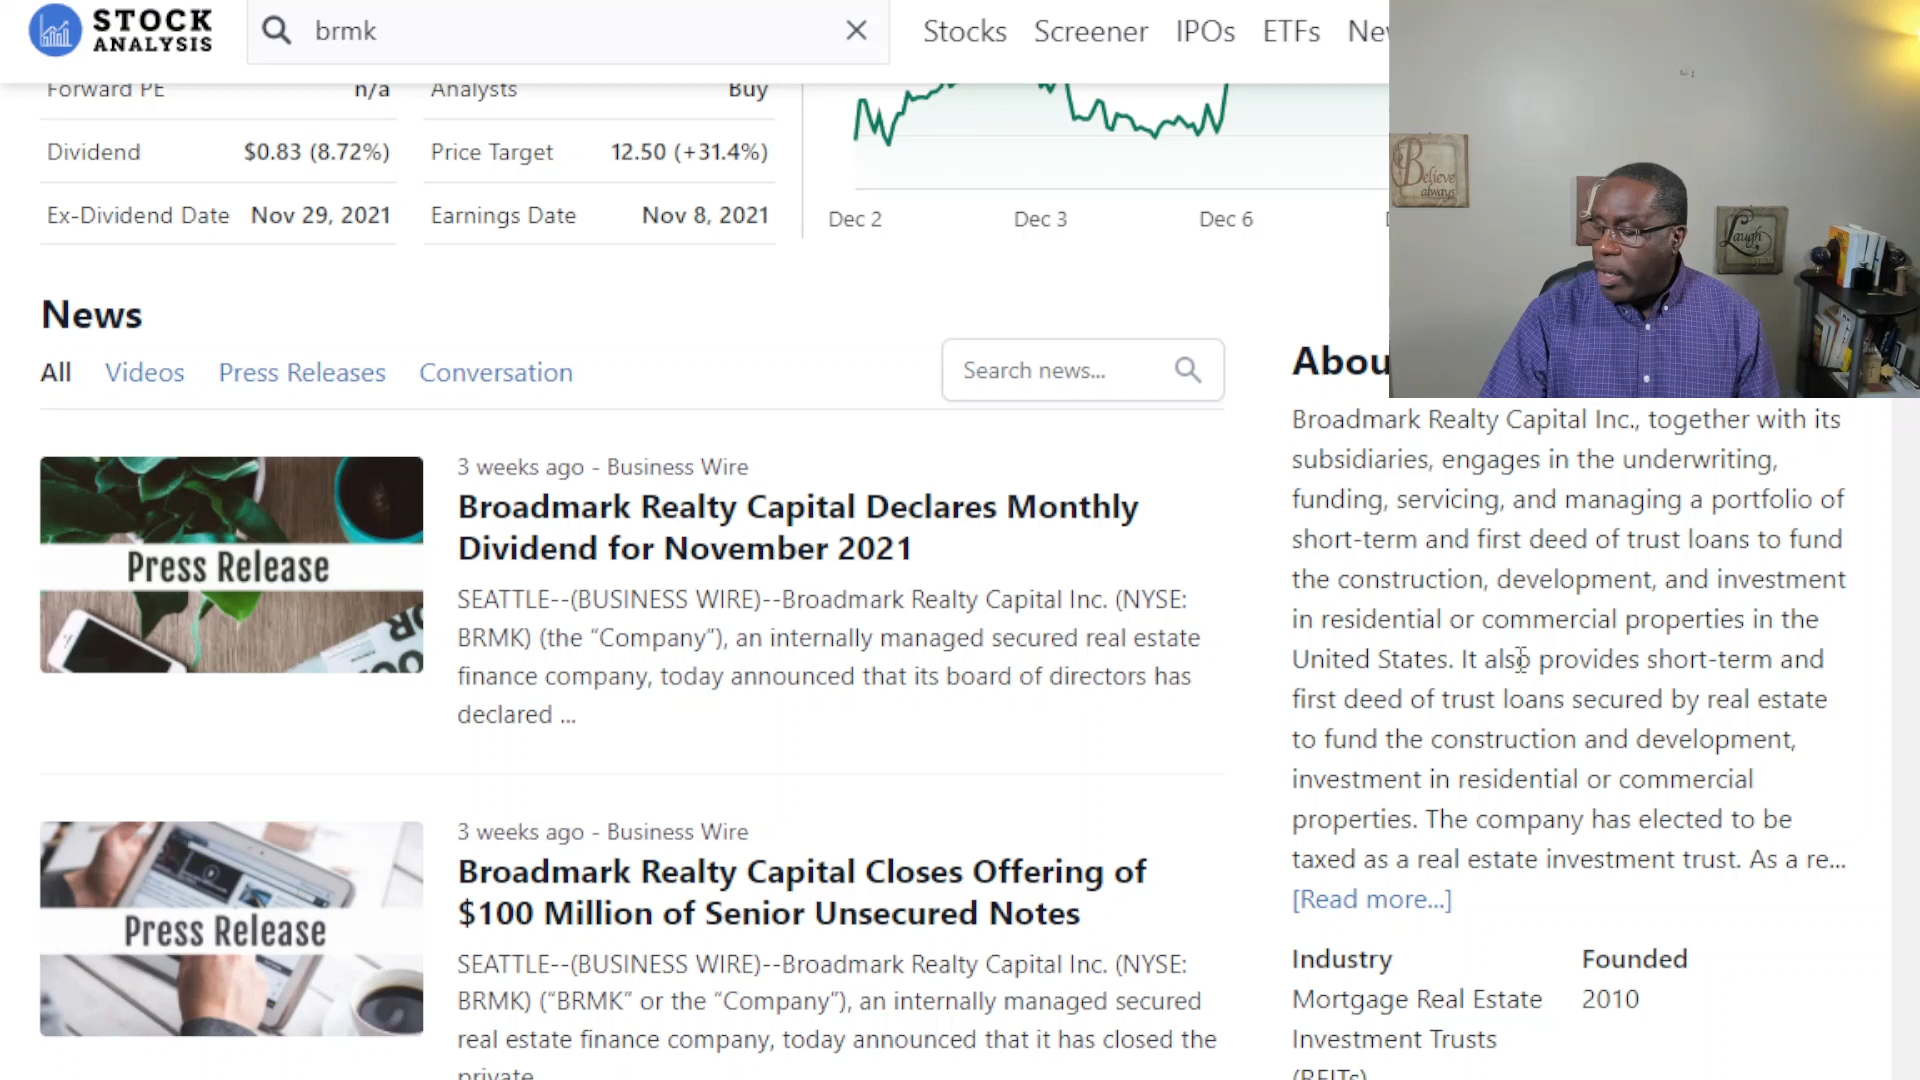 STOCK
ANALYSIS
brmk
Stocks Screener IPOs ETFs
Forward PE n/a
Analysts Buy
Dividend $0.83 (8.72%)
Price Target 12.50 (+31.4%)
Ex-Dividend Date Nov 29, 2021
Earnings Date Nov 8, 2021
Dec 2 Dec 3 Dec 6
Believe
always
Laugh
News
All Videos Press Releases Conversation
Search news...
Press Release
3 weeks ago - Business Wire
Broadmark Realty Capital Declares Monthly
Dividend for November 2021
SEATTLE--(BUSINESS WIRE)--Broadmark Realty Capital Inc. (NYSE:
BRMK) (the “Company”), an internally managed secured real estate
finance company, today announced that its board of directors has
declared ...
Press Release
3 weeks ago - Business Wire
Broadmark Realty Capital Closes Offering of
$100 Million of Senior Unsecured Notes
SEATTLE--(BUSINESS WIRE)--Broadmark Realty Capital Inc. (NYSE:
BRMK) (“BRMK” or the “Company”), an internally managed secured
real estate finance company, today announced that it has closed the
private
Abou
Broadmark Realty Capital Inc., together with its
subsidiaries, engages in the underwriting,
funding, servicing, and managing a portfolio of
short-term and first deed of trust loans to fund
the construction, development, and investment
in residential or commercial properties in the
United States. It also provides short-term and
first deed of trust loans secured by real estate
to fund the construction and development,
investment in residential or commercial
properties. The company has elected to be
taxed as a real estate investment trust. As a re...
[Read more...]
Industry
Mortgage Real Estate
Investment Trusts
(REITs)
Founded
2010